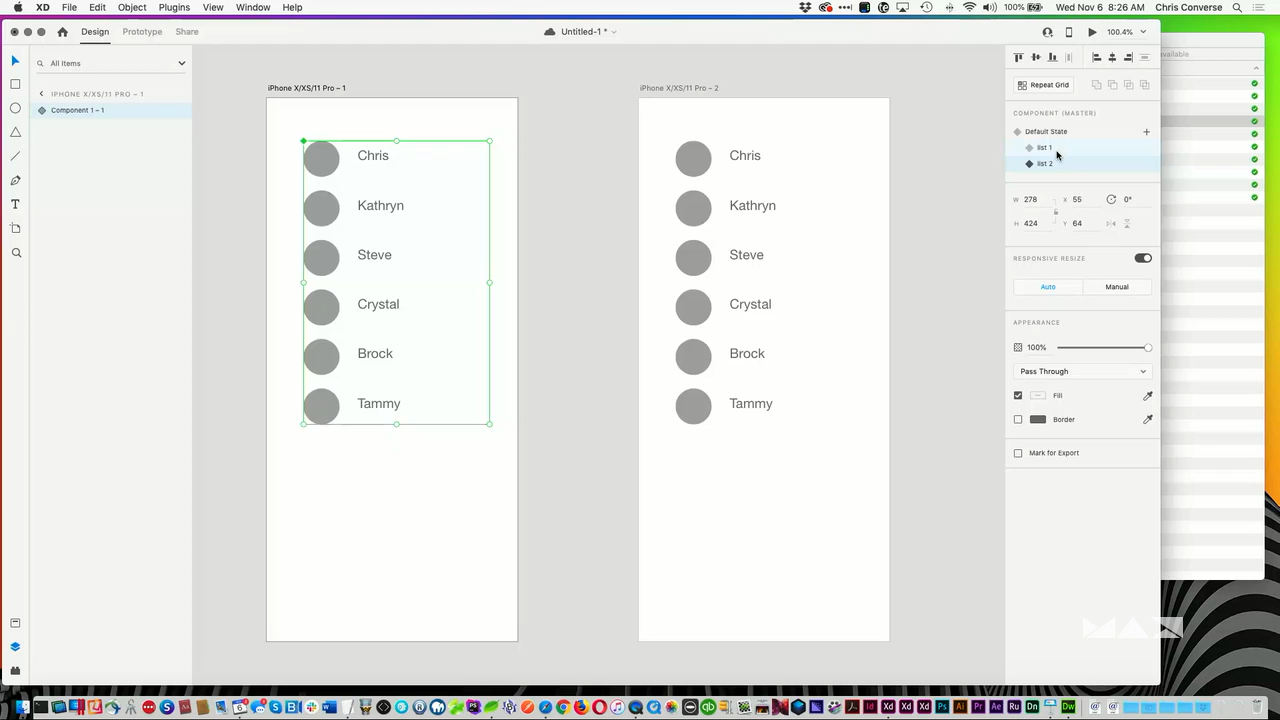 XD File Edit Object Plugins View Window Help
100% Wed Nov 6 8:26 AM Chris Converse
Design Prototype Share
Untitled-1 *
100.4%
All Items
IPHONE X/XS/11 PRO – 1
Component 1 – 1
iPhone X/XS/11 Pro – 1
Chris
Kathryn
Steve
Crystal
Brock
Tammy
iPhone X/XS/11 Pro – 2
Chris
Kathryn
Steve
Crystal
Brock
Tammy
Repeat Grid
COMPONENT (MASTER)
Default State
list 1
list 2
W 278 X 55 0°
H 424 Y 64
RESPONSIVE RESIZE
Auto Manual
APPEARANCE
100%
Pass Through
Fill
Border
Mark for Export
available
MAX